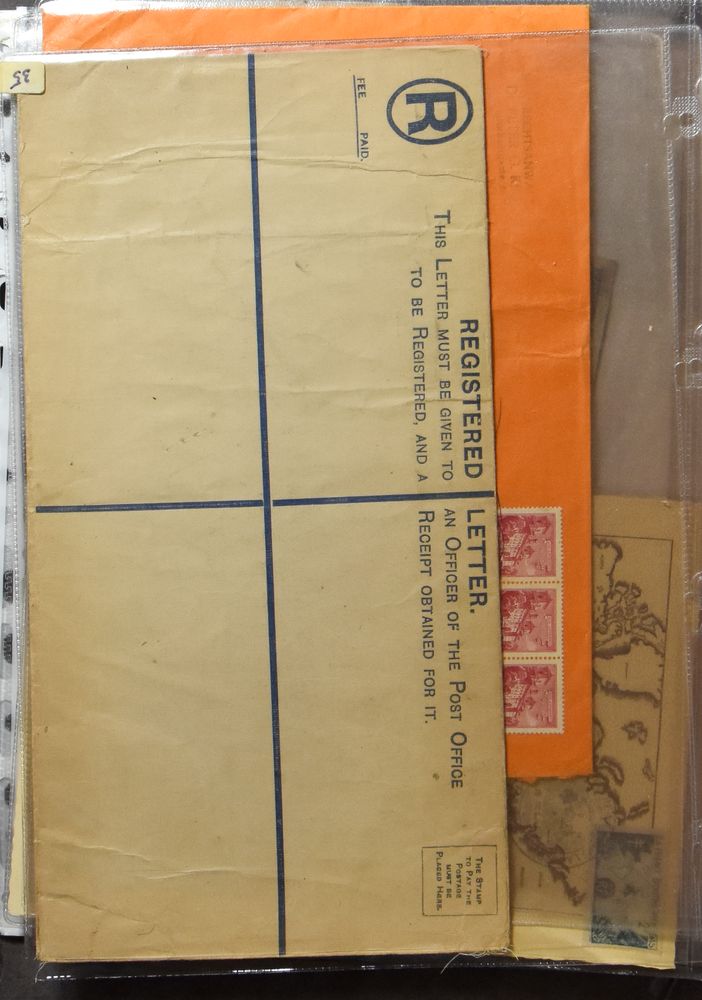 35
R
FEE PAID.
REGISTERED LETTER.
THIS LETTER MUST BE GIVEN TO AN OFFICER OF THE POST OFFICE
TO BE REGISTERED, AND A RECEIPT OBTAINED FOR IT.
THE STAMP
TO PAY THE
POSTAGE
MUST BE
PLACED HERE.